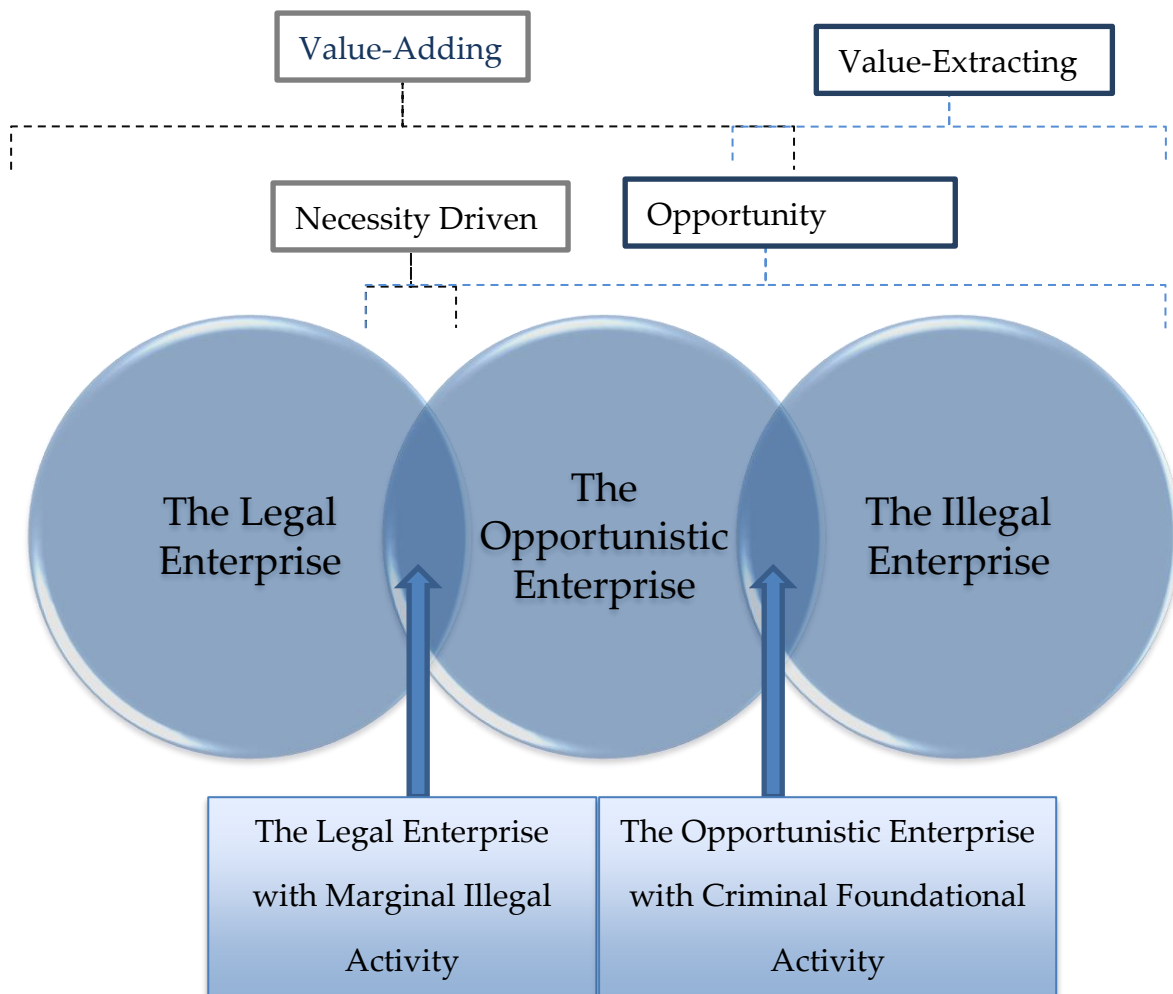 Value-Adding
Value-Extracting
Necessity Driven
Opportunity
The Legal
Enterprise
The
Opportunistic
Enterprise
The Illegal
Enterprise
The Legal Enterprise
with Marginal Illegal
Activity
The Opportunistic Enterprise
with Criminal Foundational
Activity